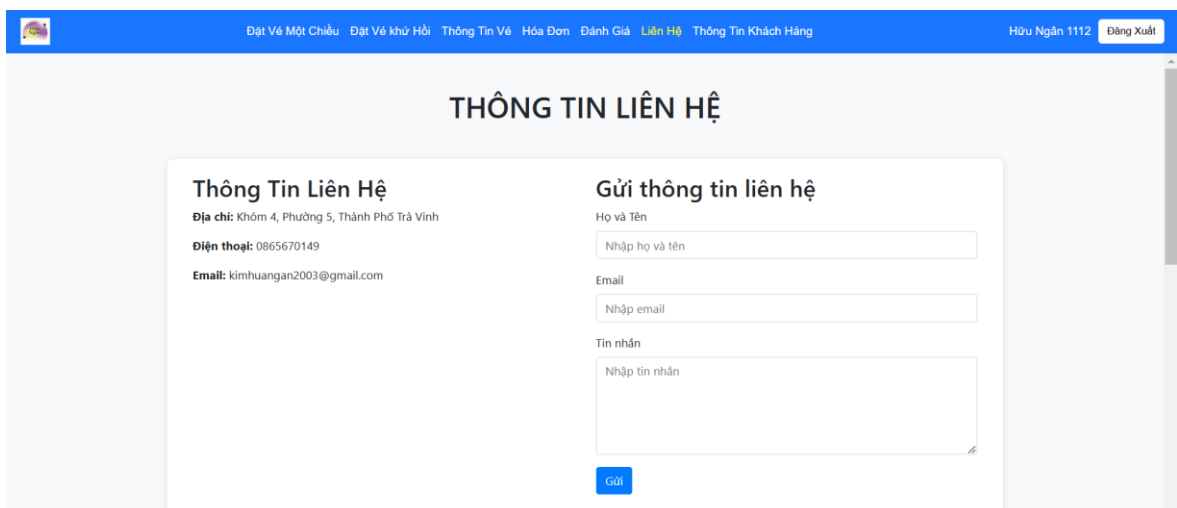 Đặt Vé Một Chiều Đặt Vé khứ Hồi Thông Tin Vé Hóa Đơn Đánh Giá Liên Hệ Thông Tin Khách Hàng Hữu Ngân 1112 Đăng Xuất
THÔNG TIN LIÊN HỆ
Thông Tin Liên Hệ
Địa chỉ: Khóm 4, Phường 5, Thành Phố Trà Vinh
Điện thoại: 0865670149
Email: kimhuangan2003@gmail.com
Gửi thông tin liên hệ
Họ và Tên
Nhập họ và tên
Email
Nhập email
Tin nhắn
Nhập tin nhắn
Gửi